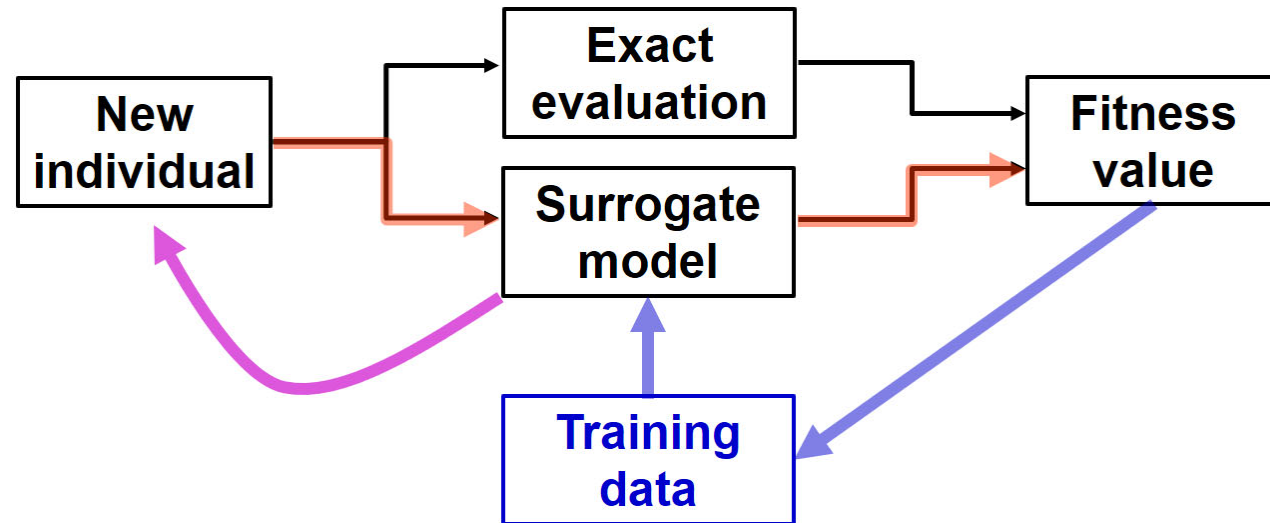 New
individual
Exact
evaluation
Surrogate
model
Fitness
value
Training
data